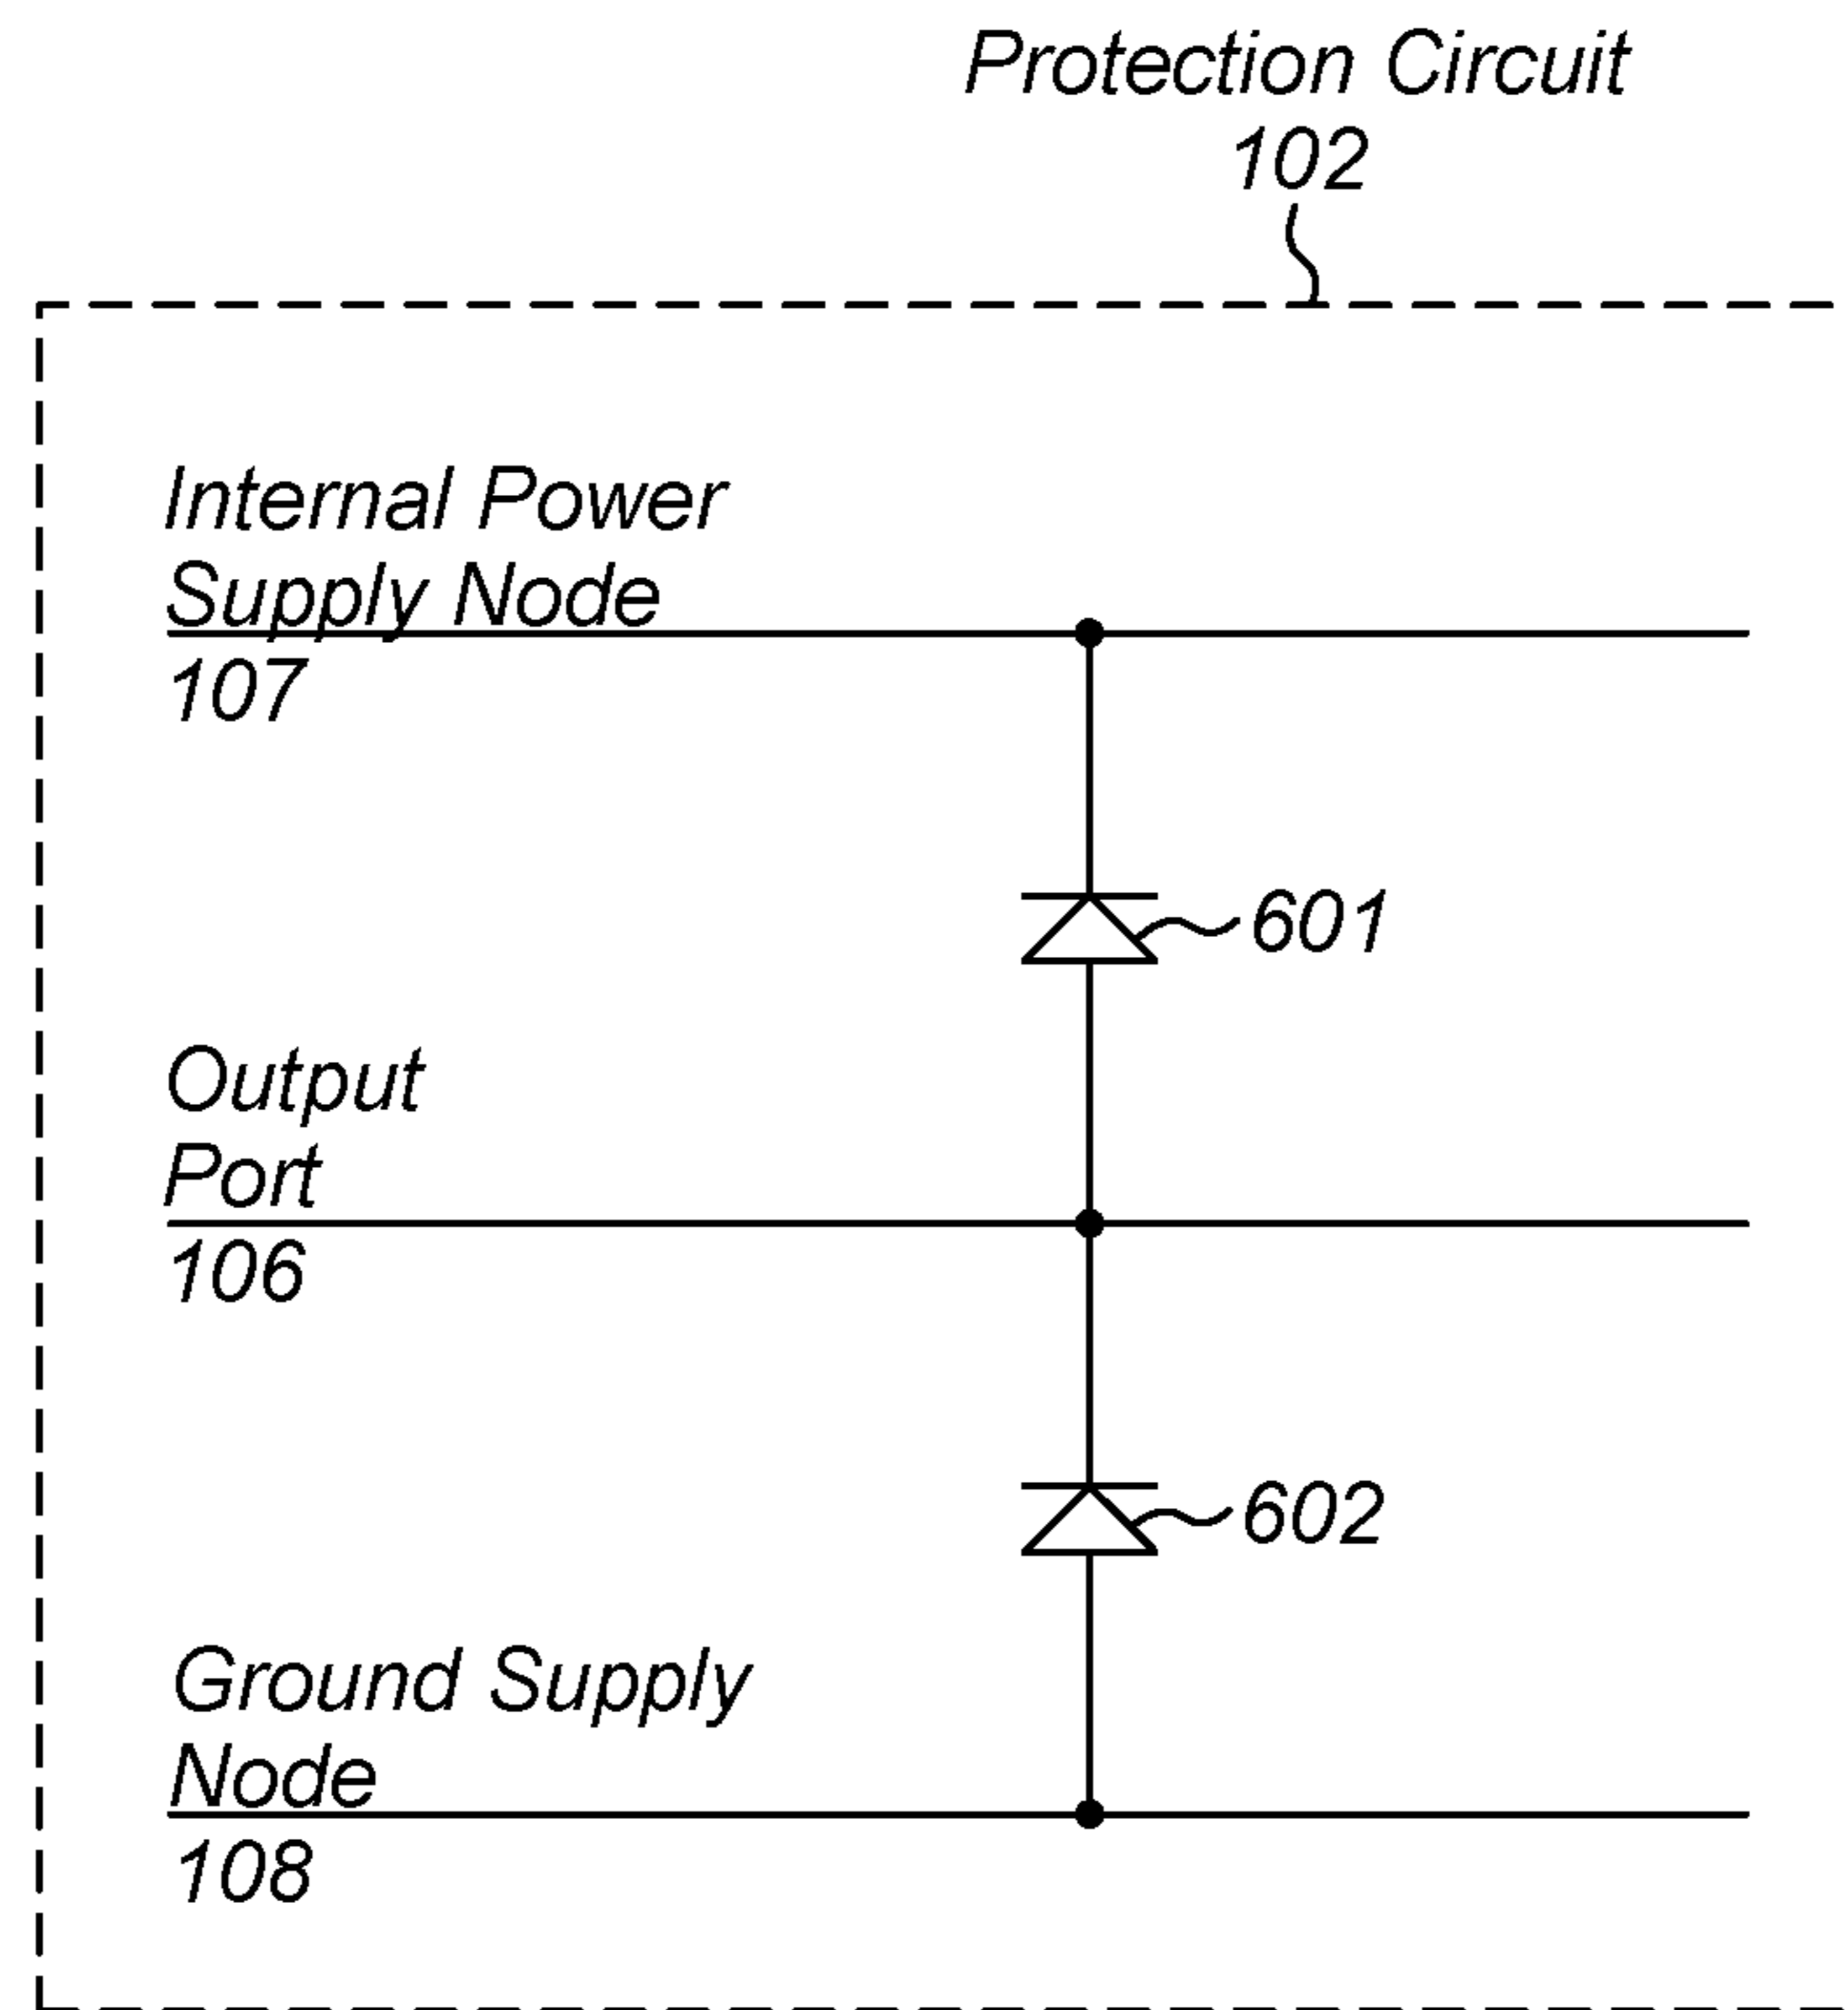 Protection Circuit
102
Internal Power
Supply Node
107
601
Output
Port
106
602
Ground Supply
Node
108